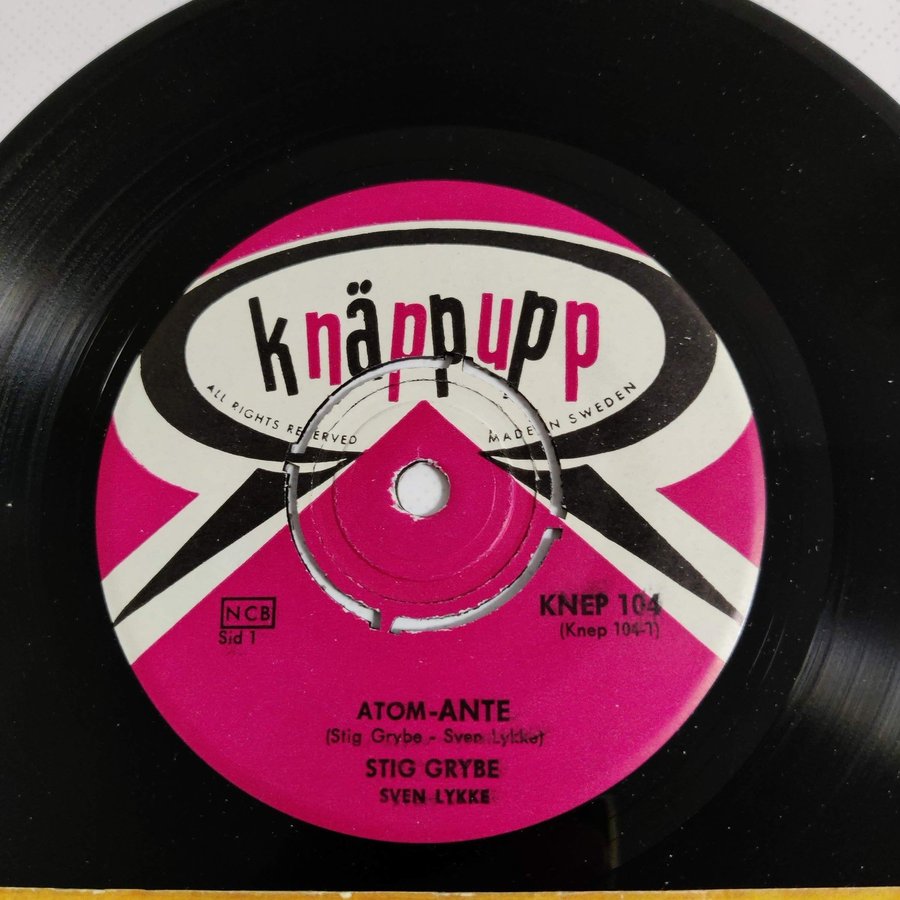 knäppupp
ALL RIGHTS RESERVED
MADE IN SWEDEN
NCB
Sid 1
KNEP 104
(Knep 104-1)
ATOM-ANTE
(Stig Grybe - Sven Lykke)
STIG GRYBE
SVEN LYKKE